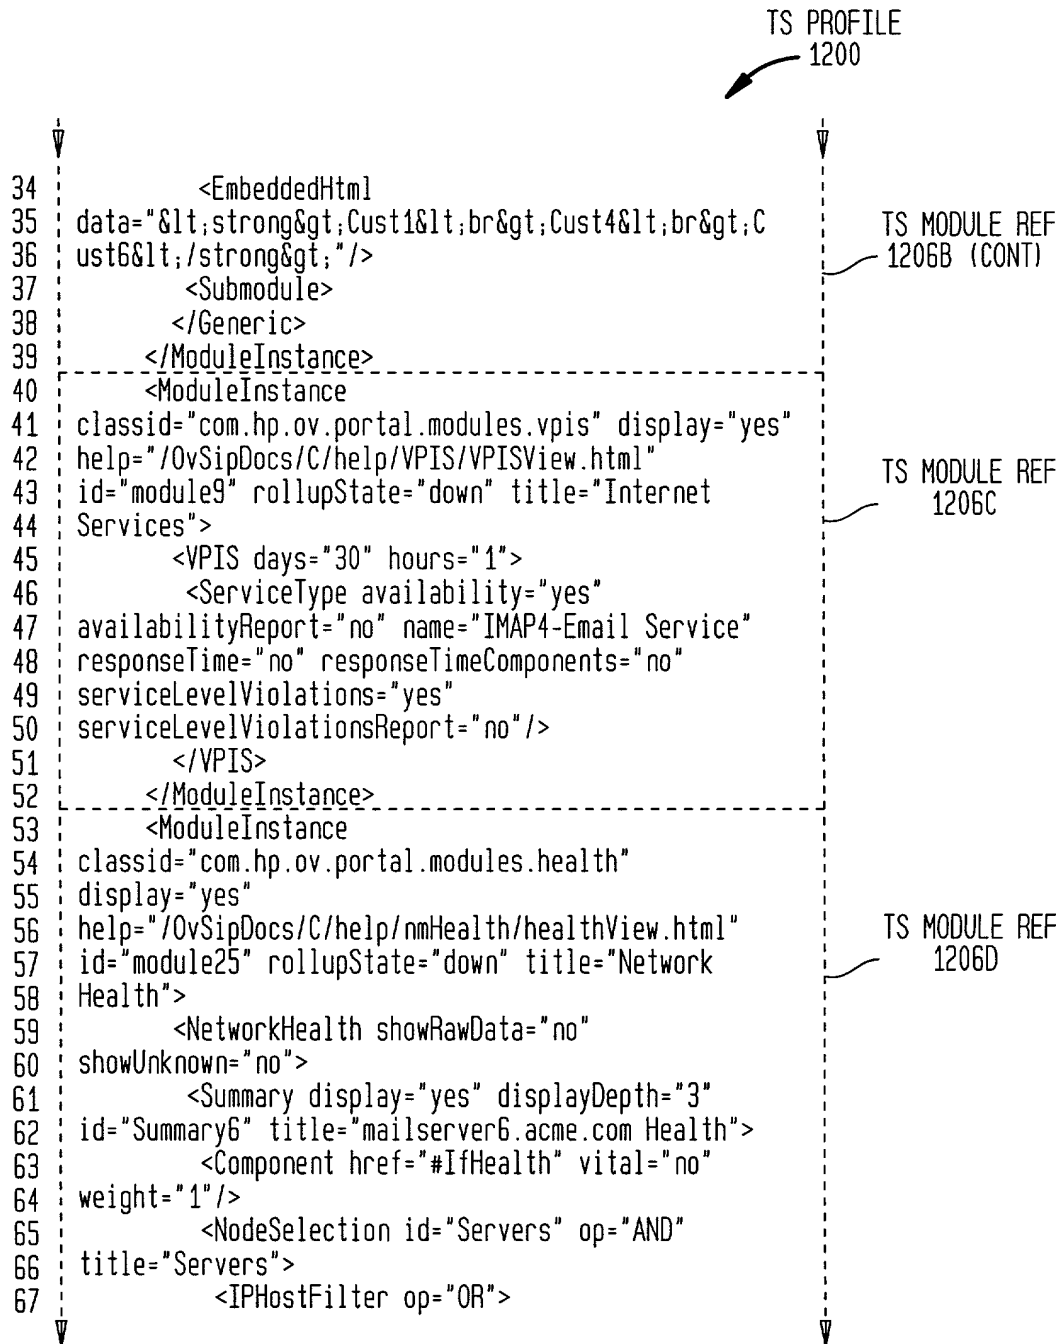 TS PROFILE
1200
34 <EmbeddedHtml
35 data="&lt;strong&gt;Cust1&lt;br&gt;Cust4&lt;br&gt;C
36 ust6&lt;/strong&gt;"/>
37 <Submodule>
38 </Generic>
39 </ModuleInstance>
TS MODULE REF
1206B (CONT)
40 <ModuleInstance
41 classid="com.hp.ov.portal.modules.vpis" display="yes"
42 help="/OvSipDocs/C/help/VPIS/VPISView.html"
43 id="module9" rollupState="down" title="Internet
44 Services">
45 <VPIS days="30" hours="1">
46 <ServiceType availability="yes"
47 availabilityReport="no" name="IMAP4-Email Service"
48 responseTime="no" responseTimeComponents="no"
49 serviceLevelViolations="yes"
50 serviceLevelViolationsReport="no"/>
51 </VPIS>
52 </ModuleInstance>
TS MODULE REF
1206C
53 <ModuleInstance
54 classid="com.hp.ov.portal.modules.health"
55 display="yes"
56 help="/OvSipDocs/C/help/nmHealth/healthView.html"
57 id="module25" rollupState="down" title="Network
58 Health">
59 <NetworkHealth showRawData="no"
60 showUnknown="no">
61 <Summary display="yes" displayDepth="3"
62 id="Summary6" title="mailserver6.acme.com Health">
63 <Component href="#IfHealth" vital="no"
64 weight="1"/>
65 <NodeSelection id="Servers" op="AND"
66 title="Servers">
67 <IPHostFilter op="OR">
TS MODULE REF
1206D